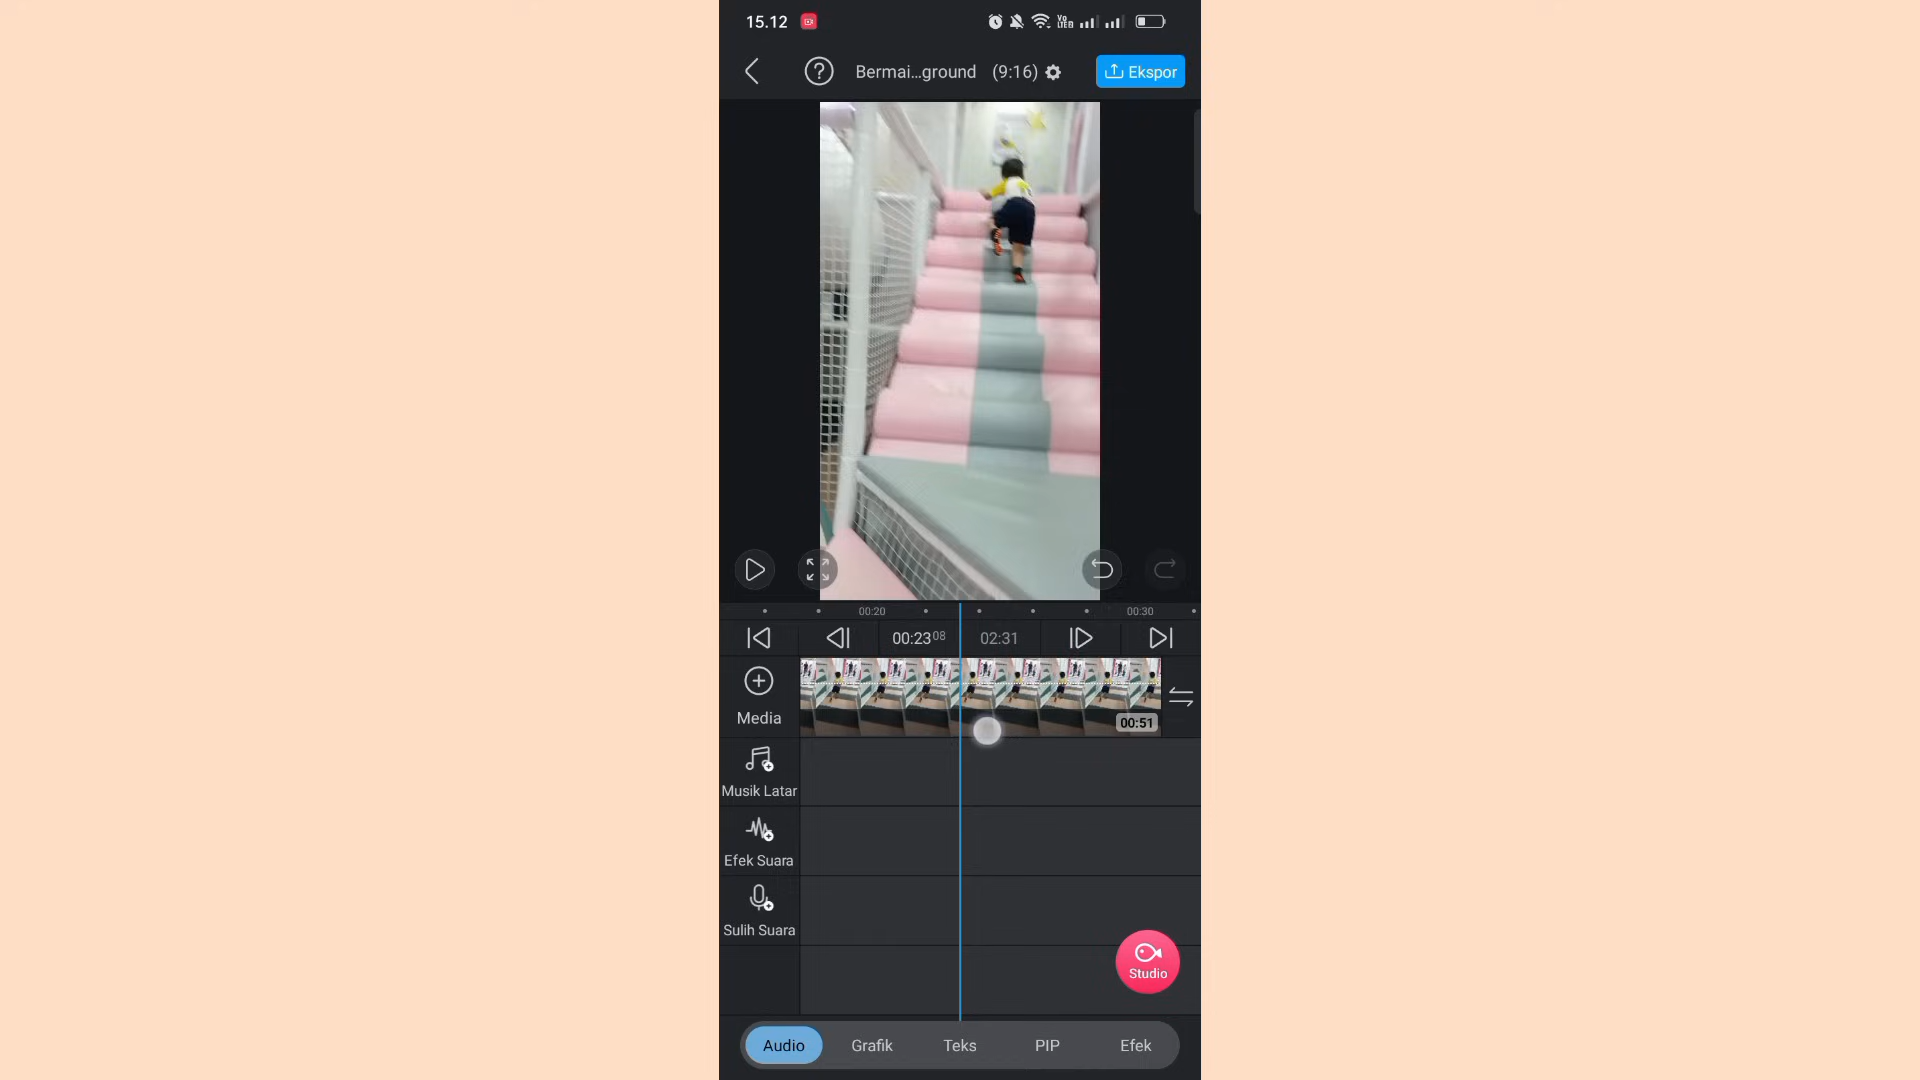 15.12
Bermai...ground (9:16) Ekspor
00:20 00:30
00:23 08 02:31
Media
00:51
Musik Latar
Efek Suara
Sulih Suara
Studio
Audio Grafik Teks PIP Efek